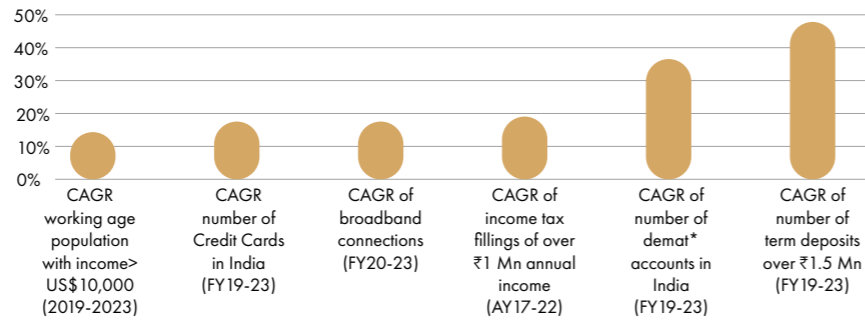 50%
40%
30%
20%
10%
0%
CAGR
working age
population
with income>
US$10,000
(2019-2023)
CAGR
number of
Credit Cards
in India
(FY19-23)
CAGR of
broadband
connections
(FY20-23)
CAGR of
income tax
fillings of over
₹1 Mn annual
income
(AY17-22)
CAGR of
number of
demat*
accounts in
India
(FY19-23)
CAGR of
number of
term deposits
over ₹1.5 Mn
(FY19-23)